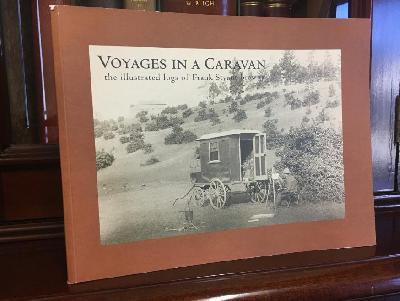 VOYAGES IN A CARAVAN
the illustrated logs of Frank